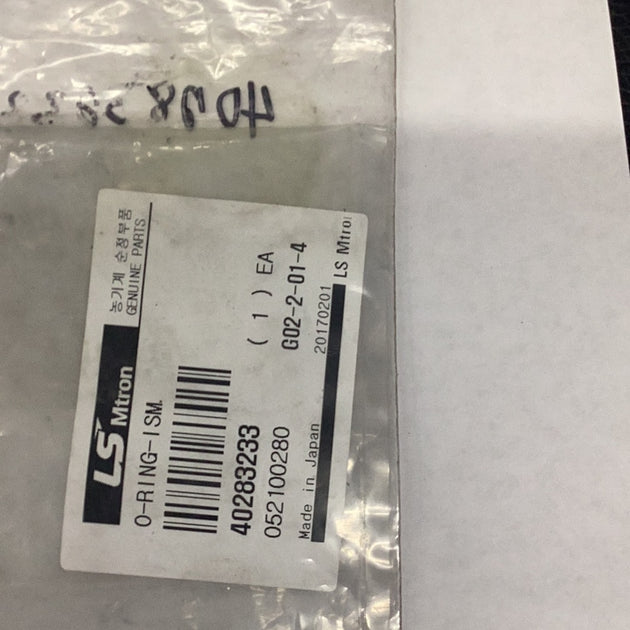 LS Mtron
농기계 순정부품
GENUINE PARTS
O-RING-ISM
( 1 ) EA
40283233
G02-2-01-4
052100280
20170201
Made in Japan
LS Mtron